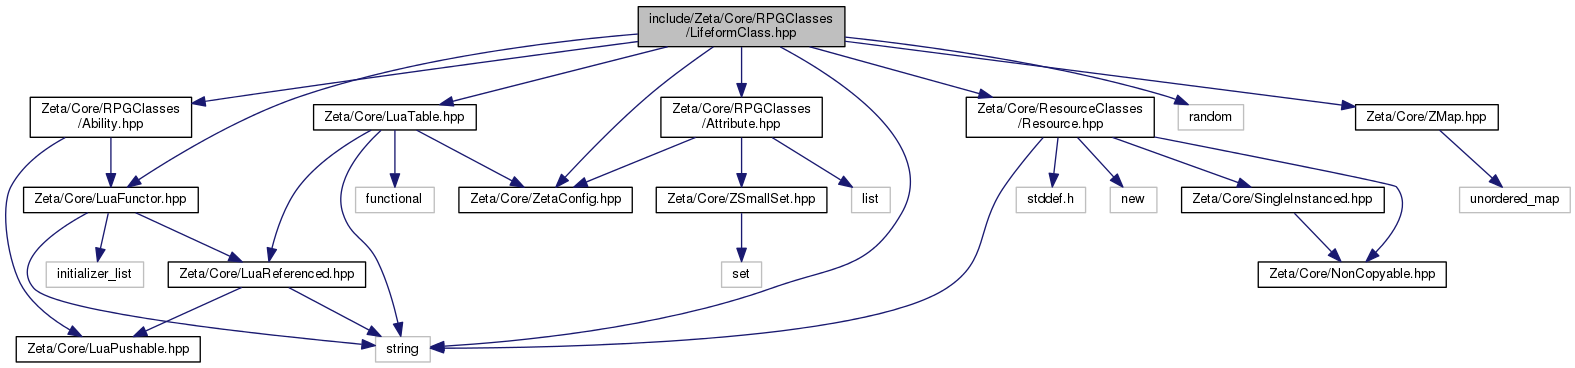 include/Zeta/Core/RPGClasses
/LifeformClass.hpp
Zeta/Core/RPGClasses
/Ability.hpp
Zeta/Core/LuaTable.hpp
Zeta/Core/RPGClasses
/Attribute.hpp
Zeta/Core/ResourceClasses
/Resource.hpp
random
Zeta/Core/ZMap.hpp
Zeta/Core/LuaFunctor.hpp
functional
Zeta/Core/ZetaConfig.hpp
Zeta/Core/ZSmallSet.hpp
list
stddef.h
new
Zeta/Core/SingleInstanced.hpp
unordered_map
initializer_list
Zeta/Core/LuaReferenced.hpp
set
Zeta/Core/NonCopyable.hpp
Zeta/Core/LuaPushable.hpp
string